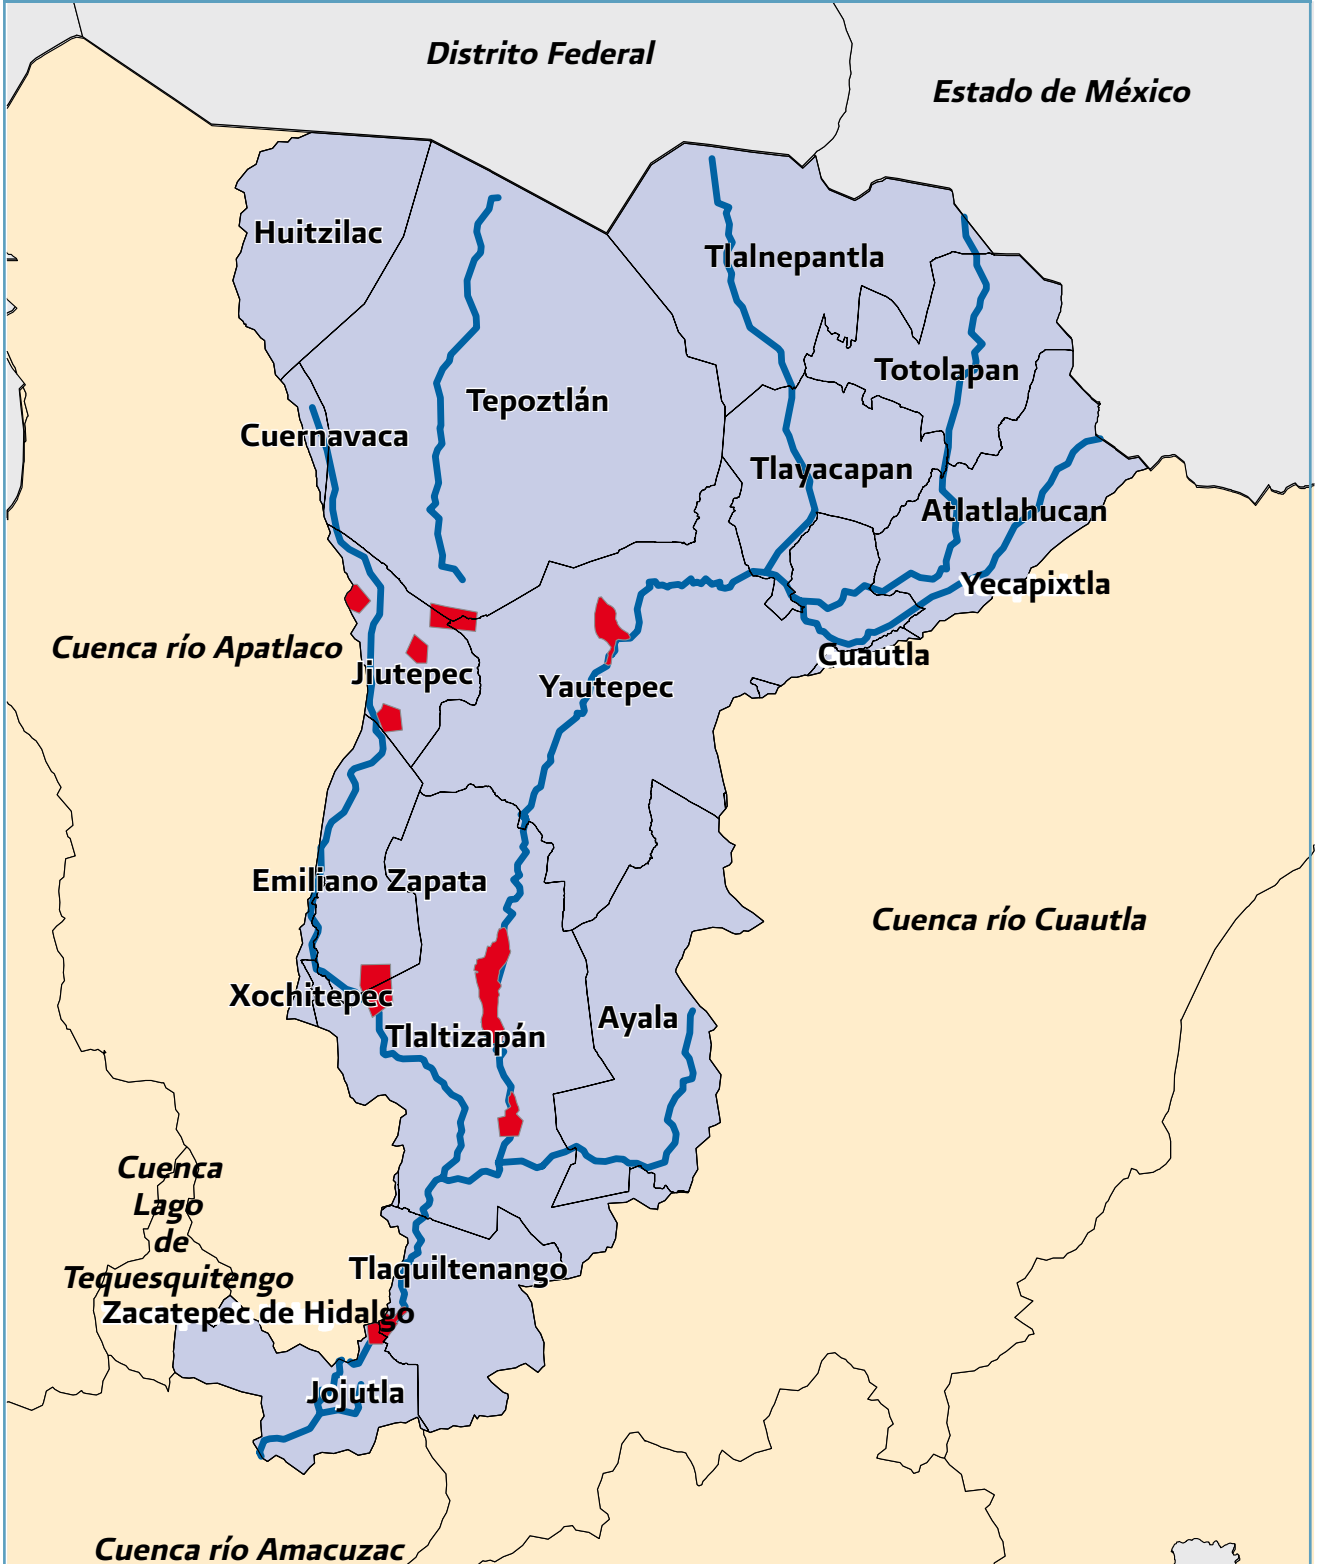 Distrito Federal
Estado de México
Huitzilac
Tlalnepantla
Totolapan
Tepoztlán
Cuernavaca
Tlayacapan
Atlatlahucan
Yecapixtla
Cuenca río Apatlaco
Cuautla
Jiutepec
Yautepec
Emiliano Zapata
Cuenca río Cuautla
Xochitepec
Ayala
Tlaltizapán
Cuenca
Lago
de
Tequesquitengo
Tlaquiltenango
Zacatepec de Hidalgo
Jojutla
Cuenca río Amacuzac